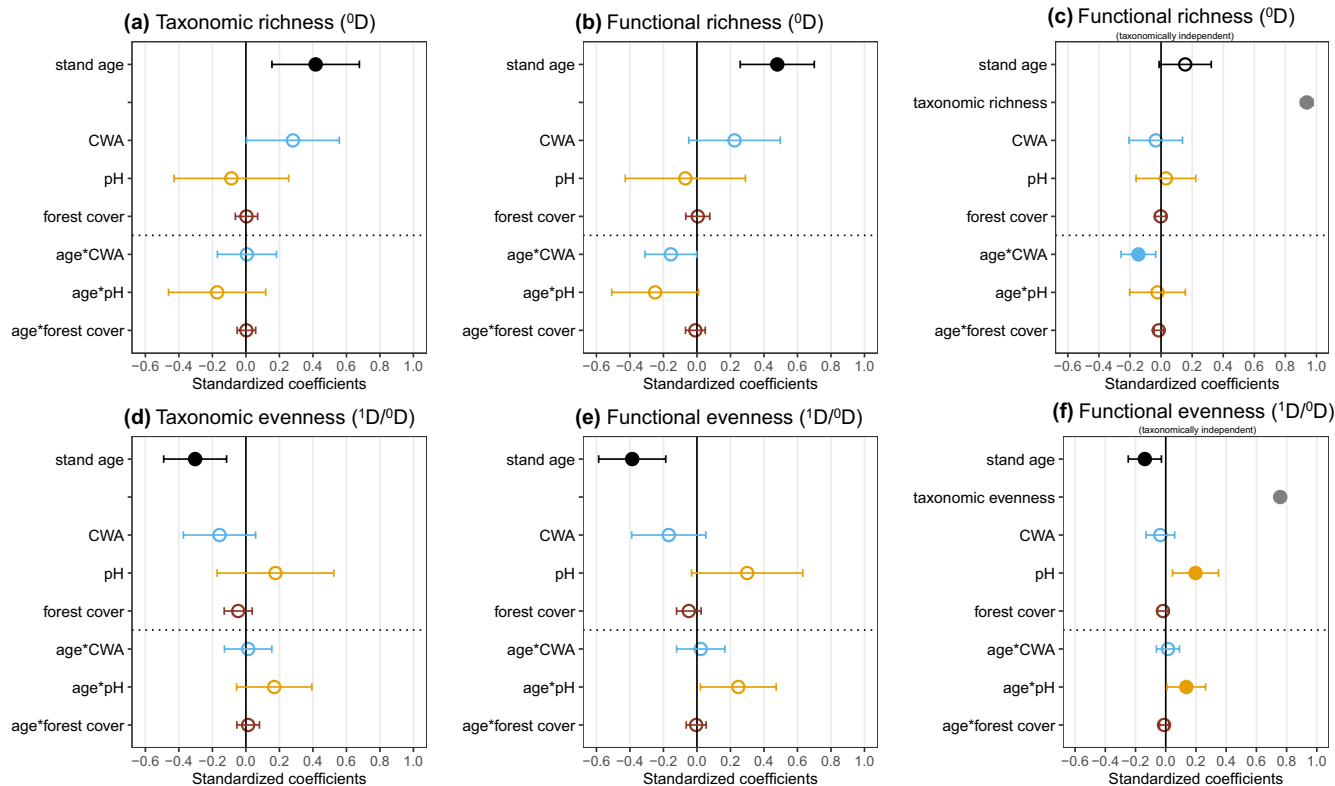 (a) Taxonomic richness (⁰D)
stand age
CWA
pH
forest cover
age*CWA
age*pH
age*forest cover
−0.6 −0.4 −0.2 0.0 0.2 0.4 0.6 0.8 1.0
Standardized coefficients
(b) Functional richness (⁰D)
stand age
CWA
pH
forest cover
age*CWA
age*pH
age*forest cover
−0.6 −0.4 −0.2 0.0 0.2 0.4 0.6 0.8 1.0
Standardized coefficients
(c) Functional richness (⁰D)
(taxonomically independent)
stand age
taxonomic richness
CWA
pH
forest cover
age*CWA
age*pH
age*forest cover
−0.6 −0.4 −0.2 0.0 0.2 0.4 0.6 0.8 1.0
Standardized coefficients
(d) Taxonomic evenness (¹D/⁰D)
stand age
CWA
pH
forest cover
age*CWA
age*pH
age*forest cover
−0.6 −0.4 −0.2 0.0 0.2 0.4 0.6 0.8 1.0
Standardized coefficients
(e) Functional evenness (¹D/⁰D)
stand age
CWA
pH
forest cover
age*CWA
age*pH
age*forest cover
−0.6 −0.4 −0.2 0.0 0.2 0.4 0.6 0.8 1.0
Standardized coefficients
(f) Functional evenness (¹D/⁰D)
(taxonomically independent)
stand age
taxonomic evenness
CWA
pH
forest cover
age*CWA
age*pH
age*forest cover
−0.6 −0.4 −0.2 0.0 0.2 0.4 0.6 0.8 1.0
Standardized coefficients